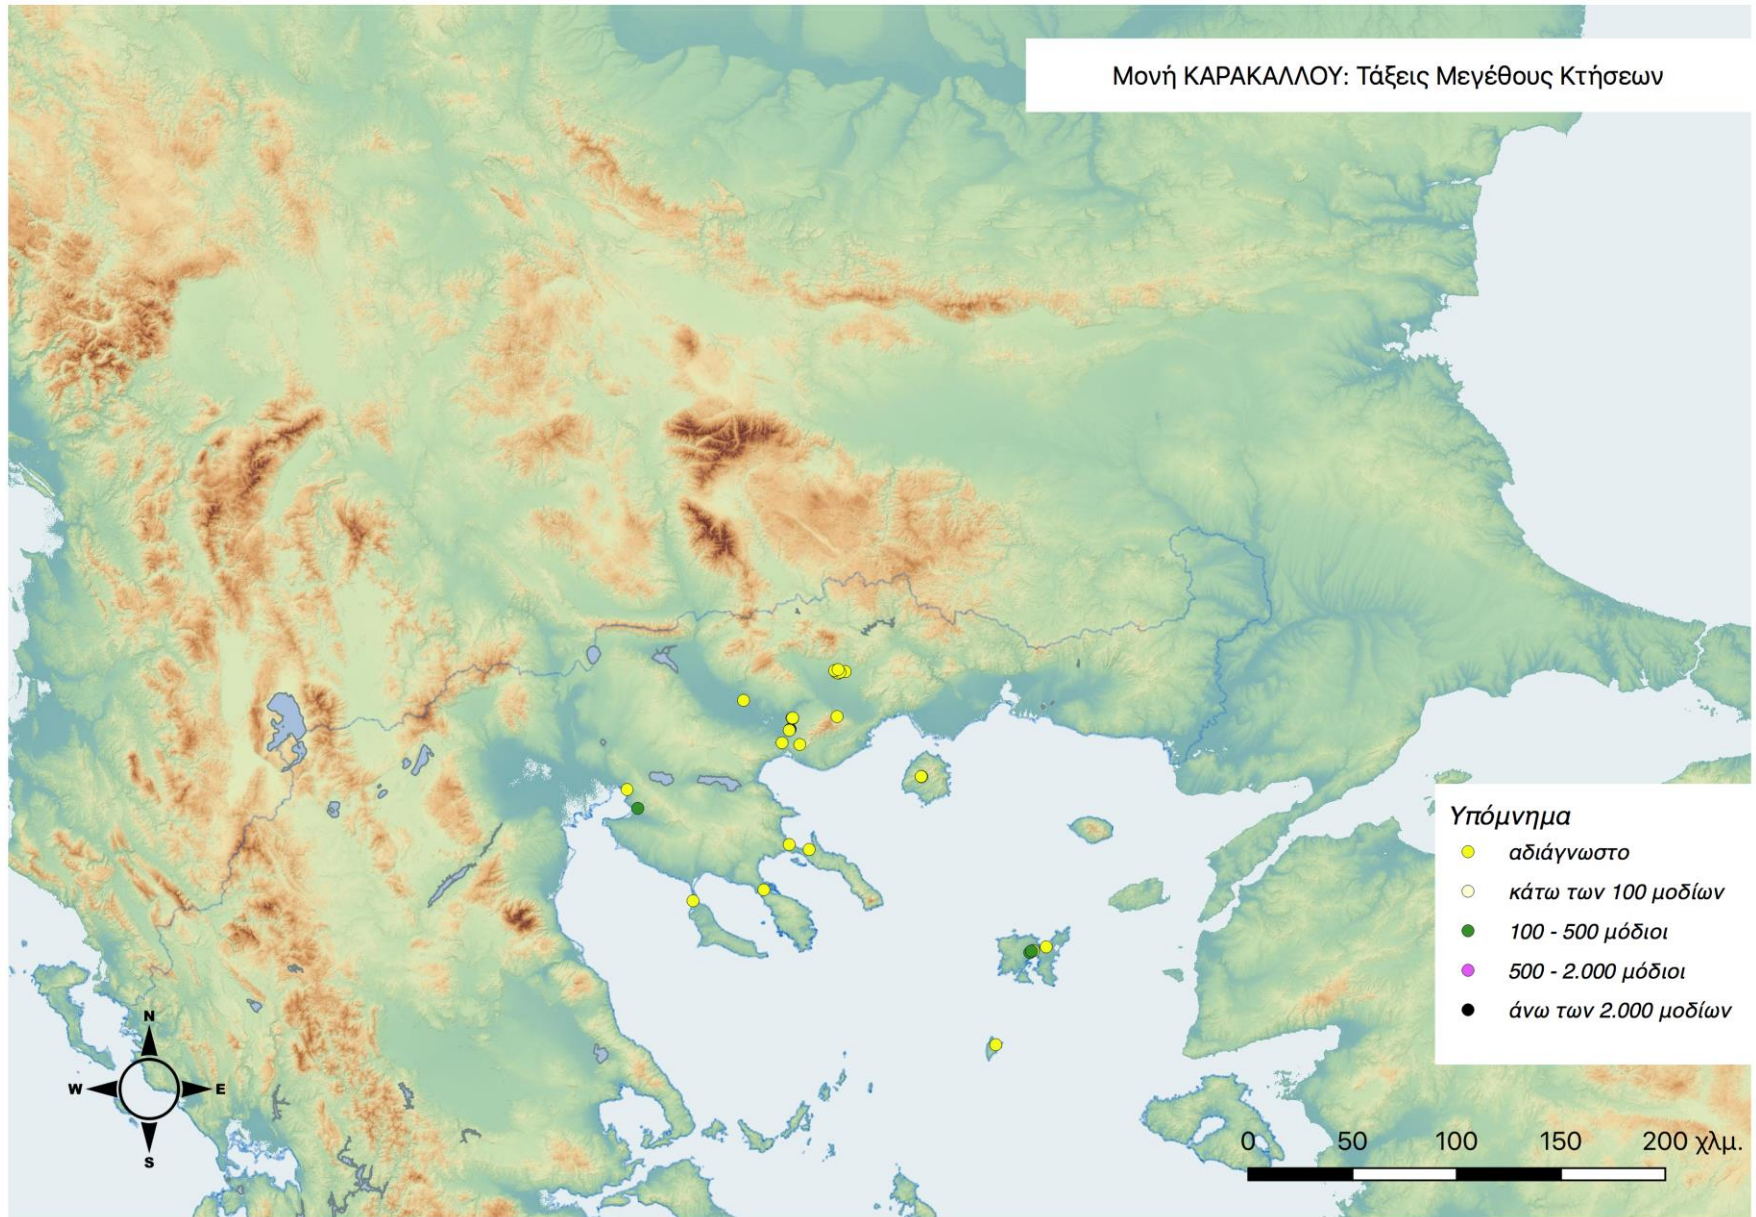 Μονή ΚΑΡΑΚΑΛΛΟΥ: Τάξεις Μεγέθους Κτήσεων
Υπόμνημα
αδιάγνωστο
κάτω των 100 μοδίων
100 - 500 μόδιοι
500 - 2.000 μόδιοι
άνω των 2.000 μοδίων
N
W E
S
0 50 100 150 200 χλμ.